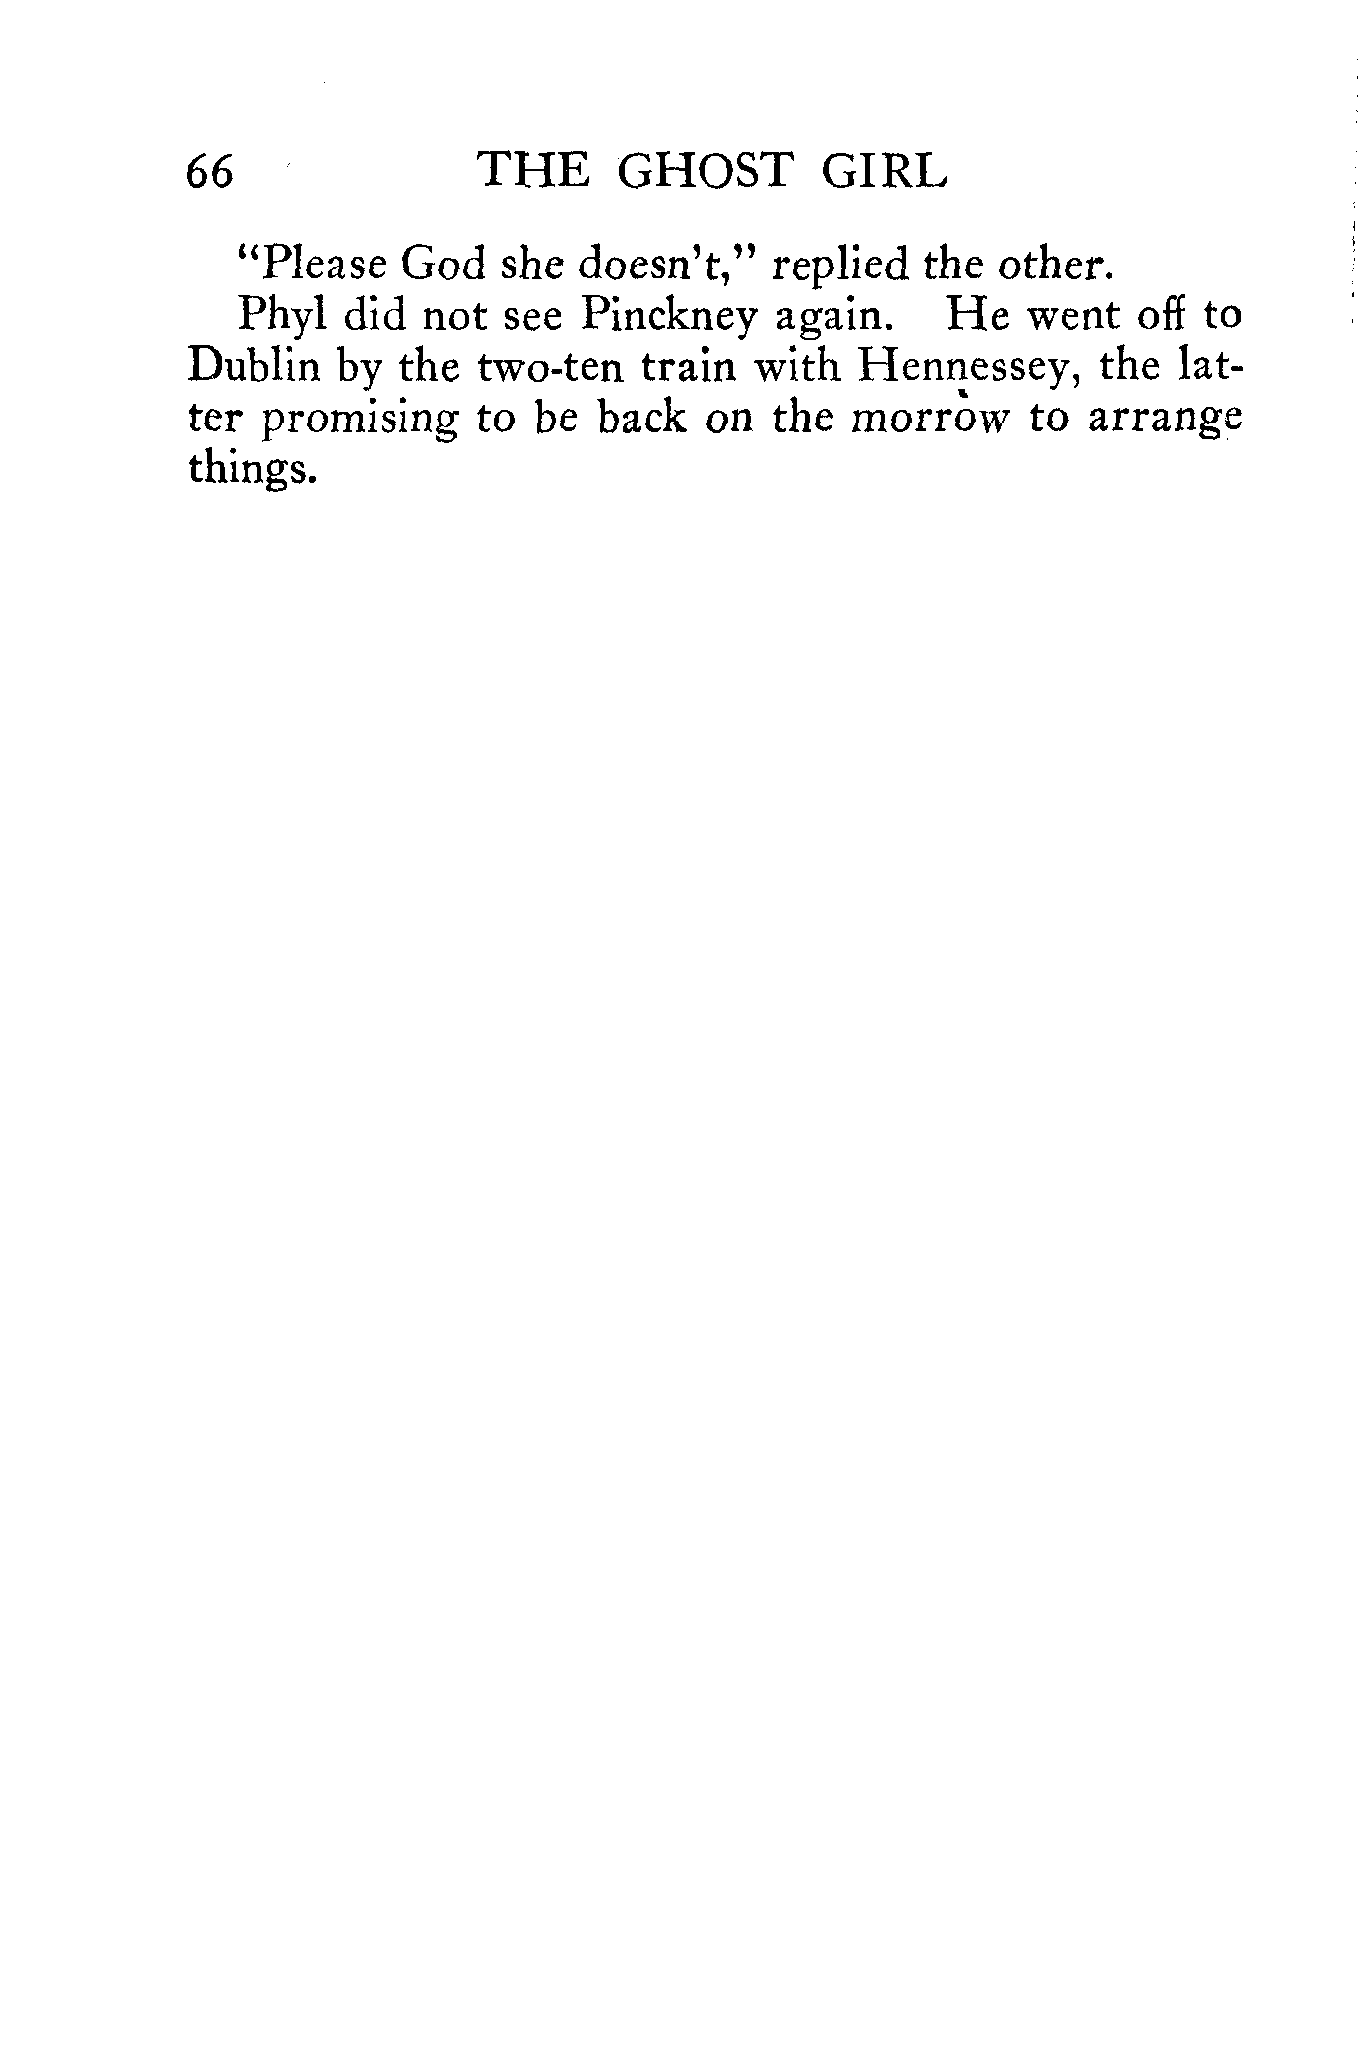 66 THE GHOST GIRL
“Please God she doesn't,” replied the other.
Phyl did not see Pinckney again. He went off to
Dublin by the two-ten train with Hennessey, the lat-
ter promising to be back on the morrow to arrange
things.